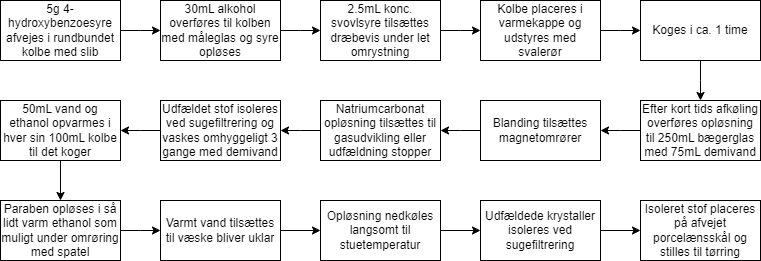 5g 4-
hydroxybenzoesyre
afvejes i rundbundet
kolbe med slib
30mL alkohol
overføres til kolben
med måleglas og syre
opløses
2.5mL konc.
svovlsyre tilsættes
dræbevis under let
omrystning
Kolbe placeres i
varmekappe og
udstyres med
svalerør
Koges i ca. 1 time
Efter kort tids afkøling
overføres opløsning
til 250mL bægerglas
med 75mL demivand
Blanding tilsættes
magnetomrører
Natriumcarbonat
opløsning tilsættes til
gasudvikling eller
udfældning stopper
Udfældet stof isoleres
ved sugefiltrering og
vaskes omhyggeligt 3
gange med demivand
50mL vand og
ethanol opvarmes i
hver sin 100mL kolbe
til det koger
Paraben opløses i så
lidt varm ethanol som
muligt under omrøring
med spatel
Varmt vand tilsættes
til væske bliver uklar
Opløsning nedkøles
langsomt til
stuetemperatur
Udfældede krystaller
isoleres ved
sugefiltrering
Isoleret stof placeres
på afvejet
porcelænsskål og
stilles til tørring